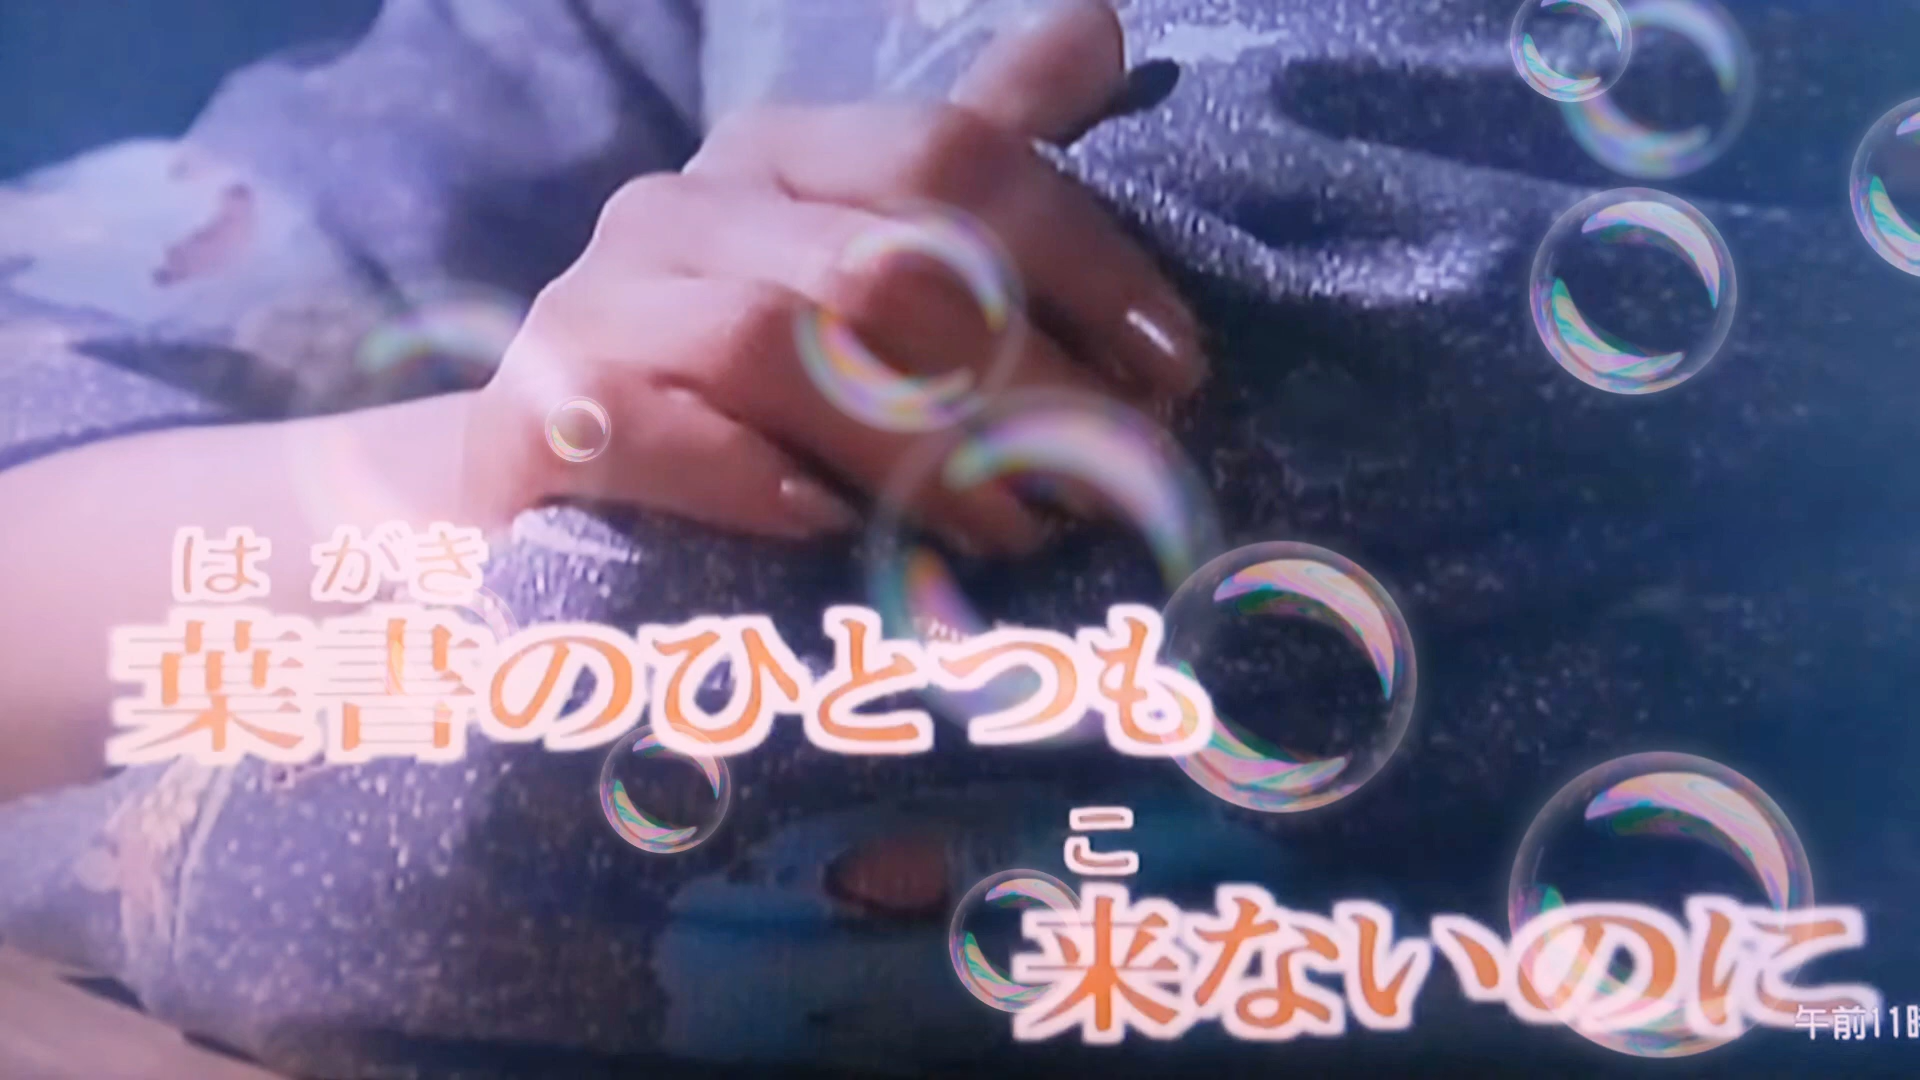 は がき
葉書のひとつも
こ
来ないのに
午前11時